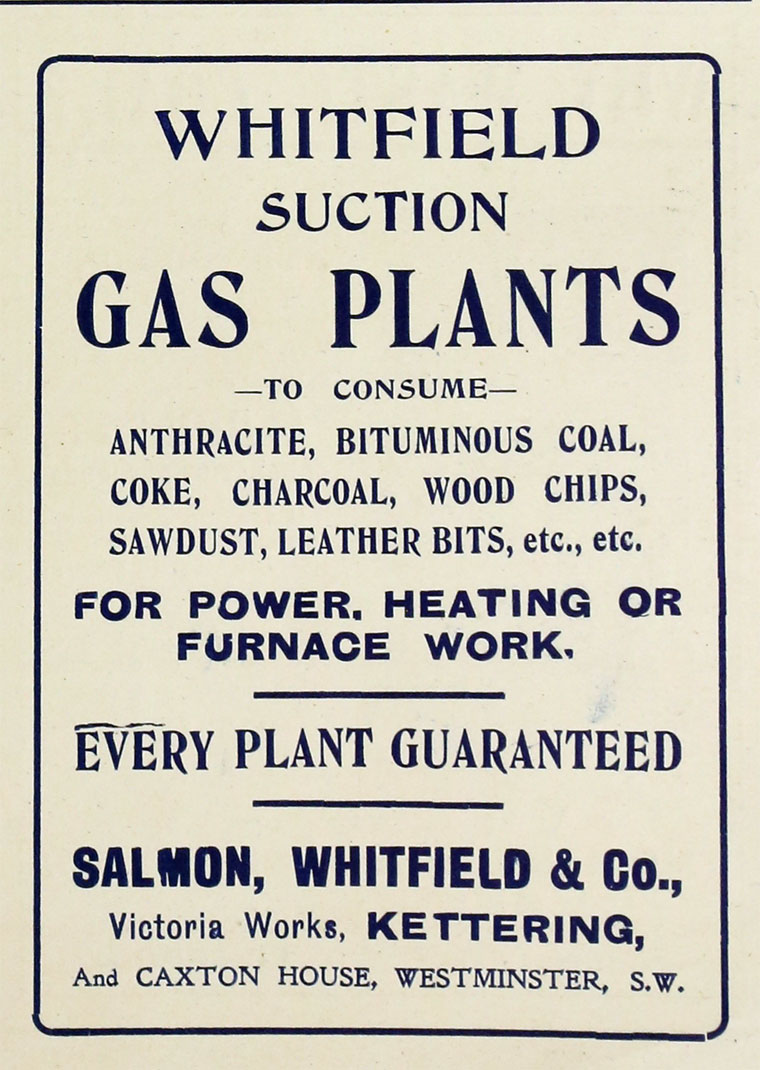 WHITFIELD
SUCTION
GAS PLANTS
—TO CONSUME—
ANTHRACITE, BITUMINOUS COAL,
COKE, CHARCOAL, WOOD CHIPS,
SAWDUST, LEATHER BITS, etc., etc.
FOR POWER, HEATING OR
FURNACE WORK.
EVERY PLANT GUARANTEED
SALMON, WHITFIELD & Co.,
Victoria Works, KETTERING,
And CAXTON HOUSE, WESTMINSTER, S.W.